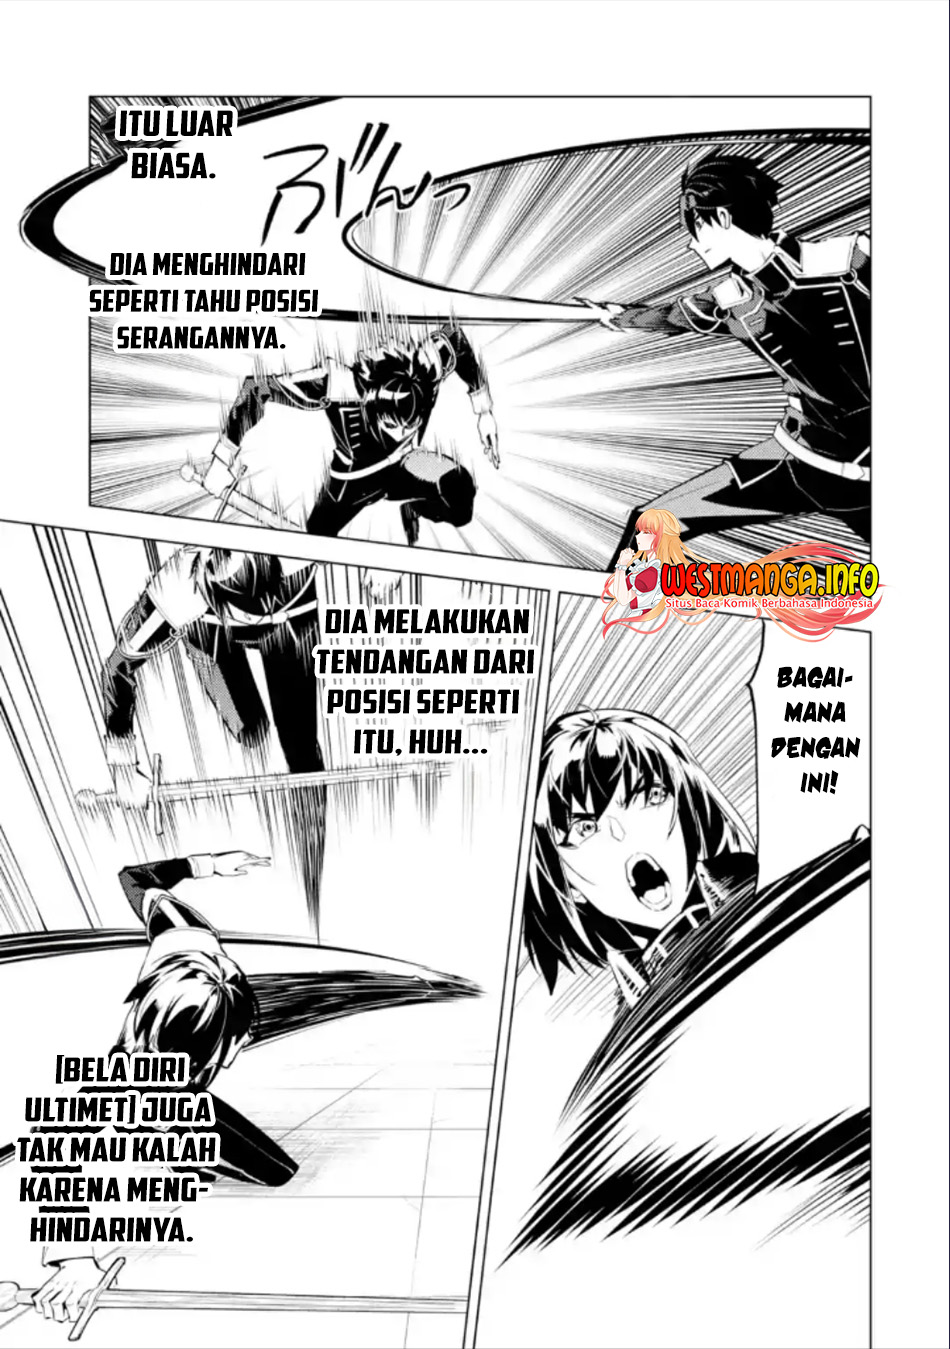 ITU LUAR
BIASA.
ぶんっ
DIA MENGHINDARI
SEPERTI TAHU POSISI
SERANGANNYA.
WESTMANGA.INFO
Situs Baca Komik Berbahasa Indonesia
BAGAI-
MANA
DENGAN
INI!
DIA MELAKUKAN
TENDANGAN DARI
POSISI SEPERTI
ITU, HUH...
[BELA DIRI
ULTIMET] JUGA
TAK MAU KALAH
KARENA MENG-
HINDARINYA.